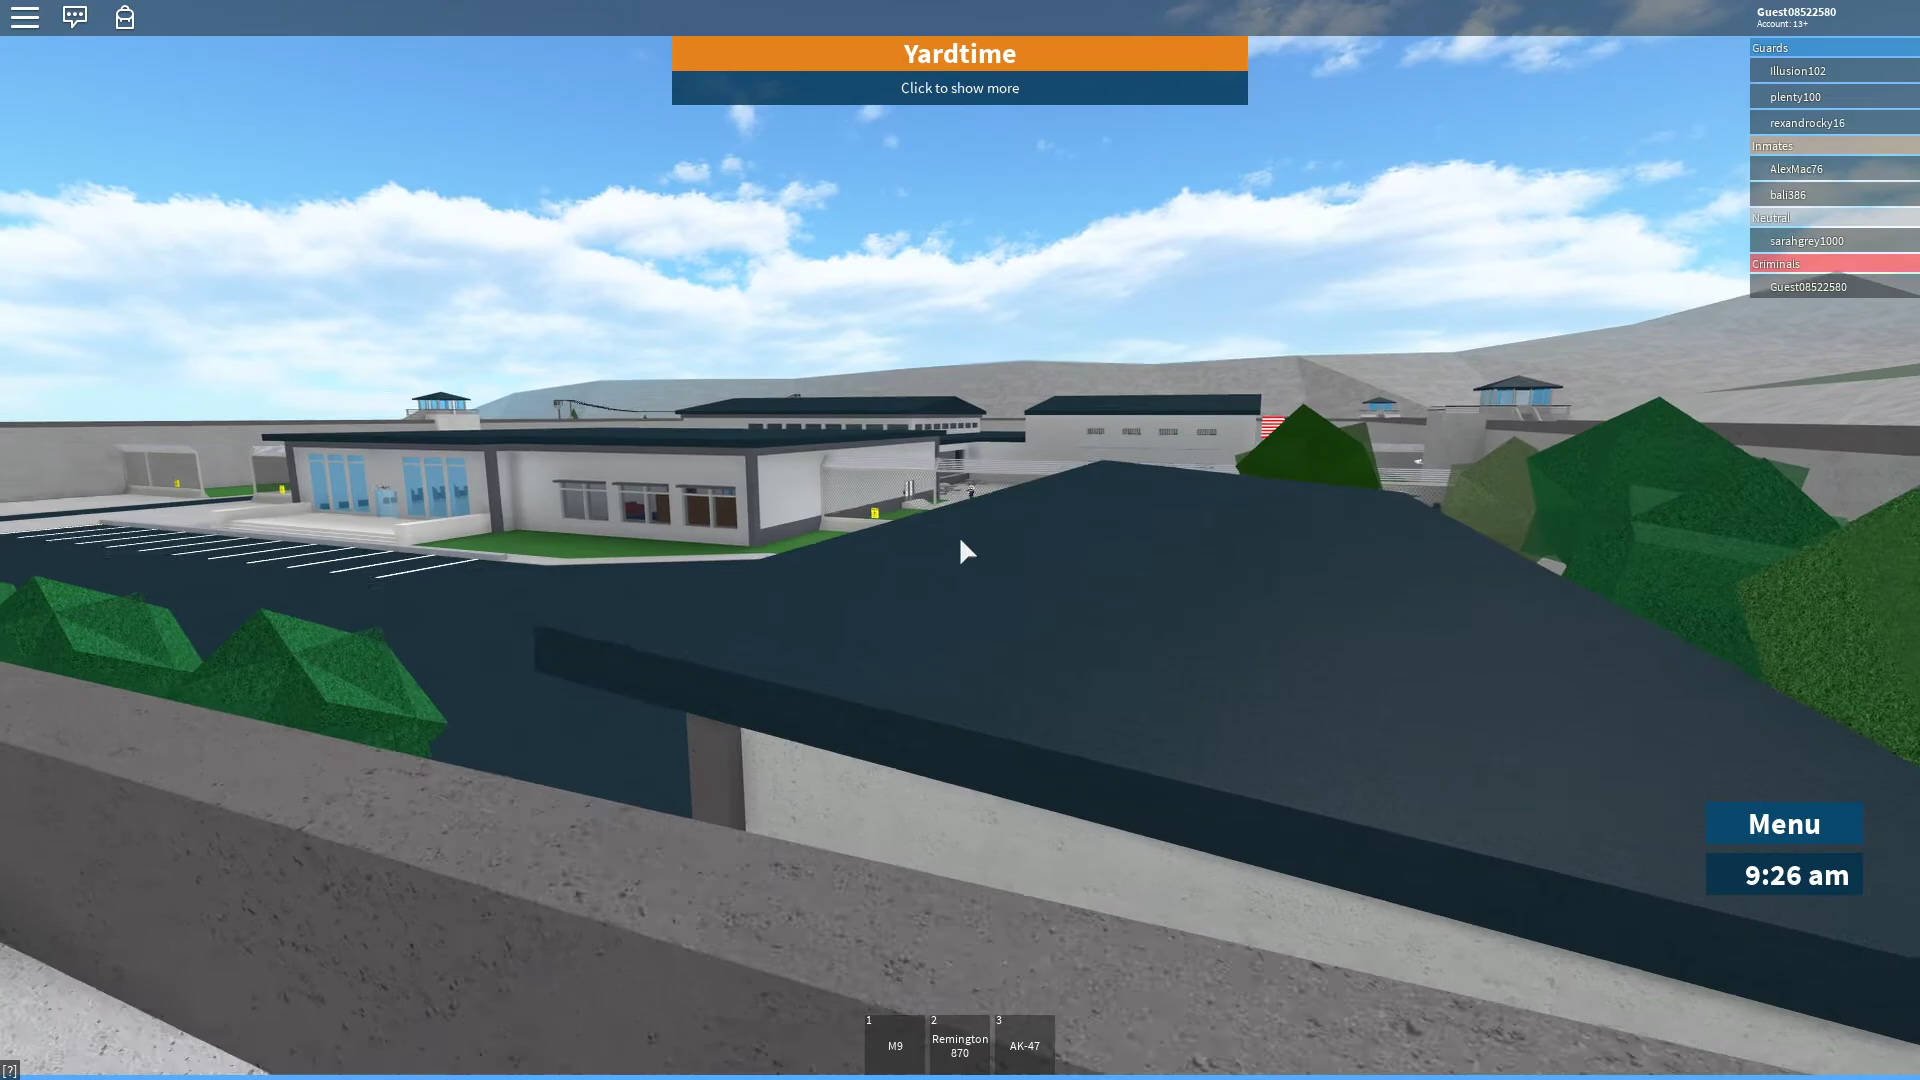 Guest08522580
Account: 13+
Yardtime
Click to show more
Guards
Illusion102
plenty100
rexandrocky16
Inmates
AlexMac76
bali386
Neutral
sarahgrey1000
Criminals
Guest08522580
Menu
9:26 am
1
M9
2
Remington
870
3
AK-47
[?]